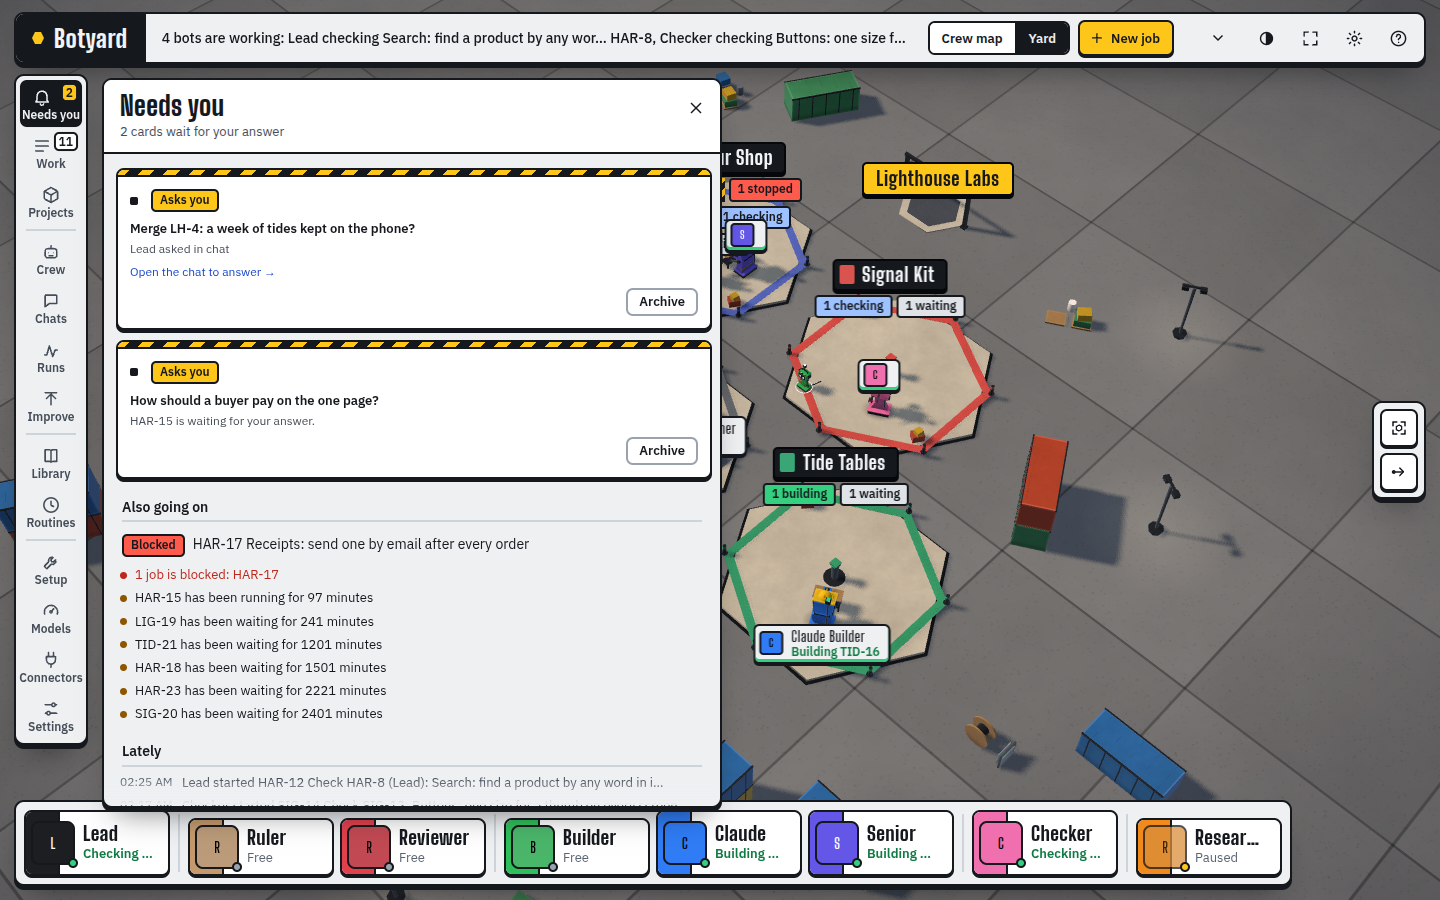 Botyard
4 bots are working: Lead checking Search: find a product by any wor... HAR-8, Checker checking Buttons: one size f...
Crew map
Yard
New job
Needs you
2
Work
11
Projects
Crew
Chats
Runs
Improve
Library
Routines
Setup
Models
Connectors
Settings
Needs you
2 cards wait for your answer
Asks you
Merge LH-4: a week of tides kept on the phone?
Lead asked in chat
Open the chat to answer →
Archive
Asks you
How should a buyer pay on the one page?
HAR-15 is waiting for your answer.
Archive
Also going on
Blocked HAR-17 Receipts: send one by email after every order
1 job is blocked: HAR-17
HAR-15 has been running for 97 minutes
LIG-19 has been waiting for 241 minutes
TID-21 has been waiting for 1201 minutes
HAR-18 has been waiting for 1501 minutes
HAR-23 has been waiting for 2221 minutes
SIG-20 has been waiting for 2401 minutes
Lately
02:25 AM Lead started HAR-12 Check HAR-8 (Lead): Search: find a product by any word in i...
Shop
1 stopped
1 checking
S
Lighthouse Labs
Signal Kit
1 checking
1 waiting
C
Tide Tables
1 building
1 waiting
C
Claude Builder
Building TID-16
L
Lead
Checking ...
R
Ruler
Free
R
Reviewer
Free
B
Builder
Free
C
Claude
Building ...
S
Senior
Building ...
C
Checker
Checking ...
R
Resear...
Paused